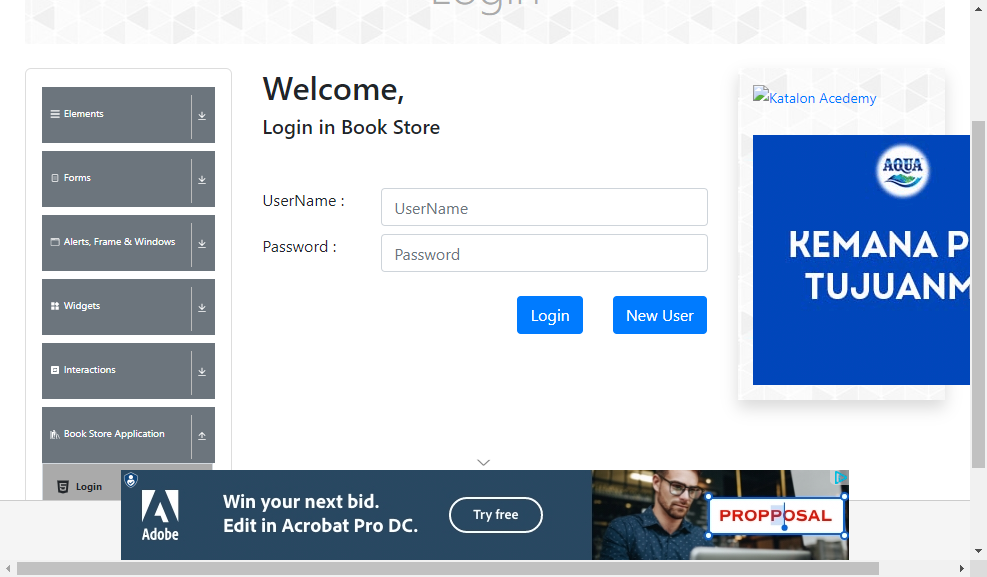 Login
Elements
Forms
Alerts, Frame & Windows
Widgets
Interactions
Book Store Application
Login
Welcome,
Login in Book Store
UserName :
UserName
Password :
Password
Login
New User
Katalon Acedemy
AQUA
KEMANA P
TUJUANM
Adobe
Win your next bid.
Edit in Acrobat Pro DC.
Try free
PROPPOSAL